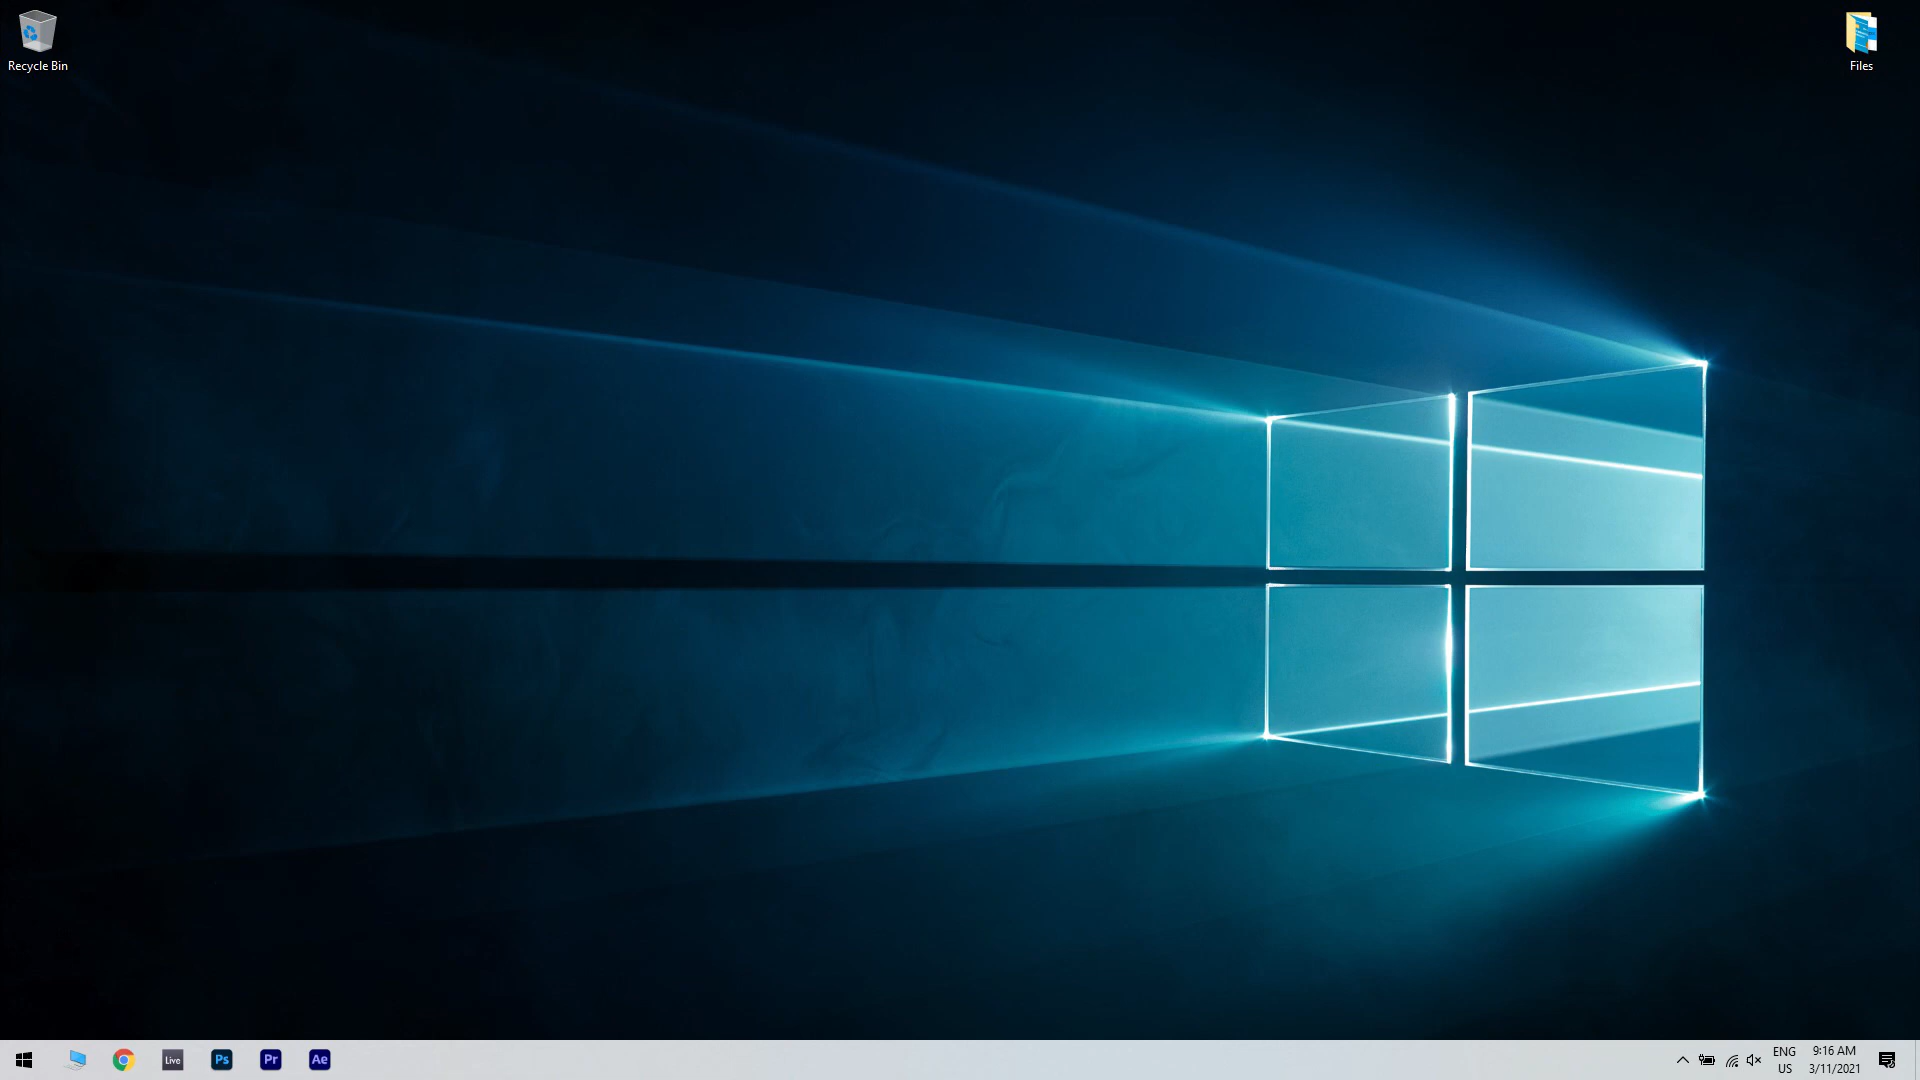 Recycle Bin
Files
Live
Ps
Pr
Ae
ENG
US
9:16 AM
3/11/2021